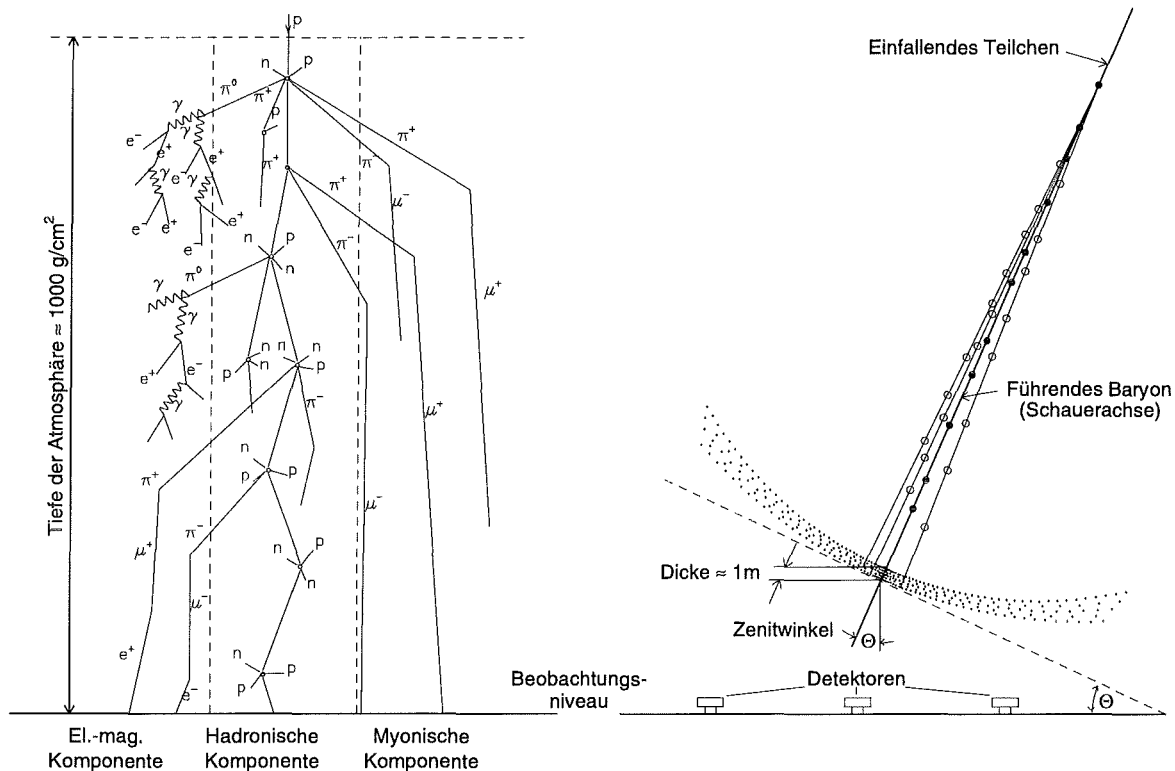 p
n
p
π⁰
π⁺
π⁺
γ
p
e⁻
γ
e⁺
e⁺
π⁺
π⁻
π⁺
γ
e⁻
γ
μ⁻
e⁻
e⁺
e⁺
e⁻
n
p
n
π⁻
π⁰
γ
γ
μ⁺
n
n
n
n
p
p
e⁺
e⁻
γ
π⁻
μ⁺
π⁺
n
p
p
μ⁻
π⁻
μ⁺
n
p
n
μ⁻
e⁺
n
p
p
e⁻
Tiefe der Atmosphäre ≈ 1000 g/cm²
El.-mag.
Komponente
Hadronische
Komponente
Myonische
Komponente
Beobachtungs-
niveau
Einfallendes Teilchen
Führendes Baryon
(Schauerachse)
Dicke ≈ 1m
Zenitwinkel
Θ
Detektoren
Θ